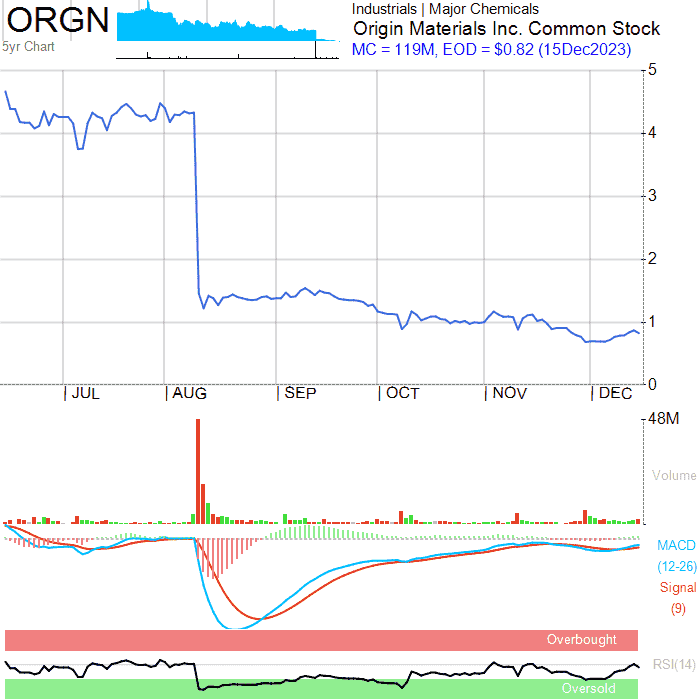 ORGN
5yr Chart
Industrials | Major Chemicals
Origin Materials Inc. Common Stock
MC = 119M, EOD = $0.82 (15Dec2023)
5
4
3
2
1
0
| JUL | AUG | SEP | OCT | NOV | DEC
48M
Volume
MACD
(12-26)
Signal
(9)
Overbought
RSI(14)
Oversold